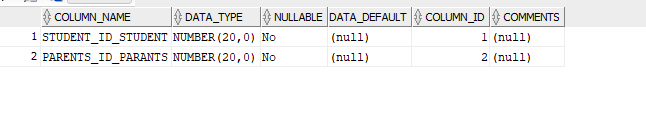 COLUMN_NAME DATA_TYPE NULLABLE DATA_DEFAULT COLUMN_ID COMMENTS
1 STUDENT_ID_STUDENT NUMBER(20,0) No (null) 1 (null)
2 PARENTS_ID_PARANTS NUMBER(20,0) No (null) 2 (null)